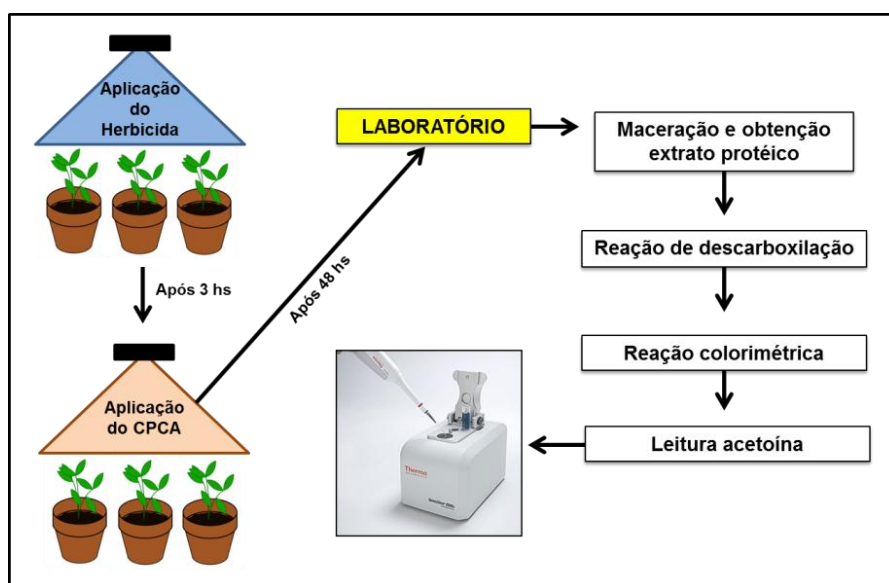 Aplicação
do
Herbicida
Após 3 hs
Aplicação
do CPCA
Após 48 hs
LABORATÓRIO
Maceração e obtenção
extrato protéico
Reação de descarboxilação
Reação colorimétrica
Leitura acetoína
Thermo